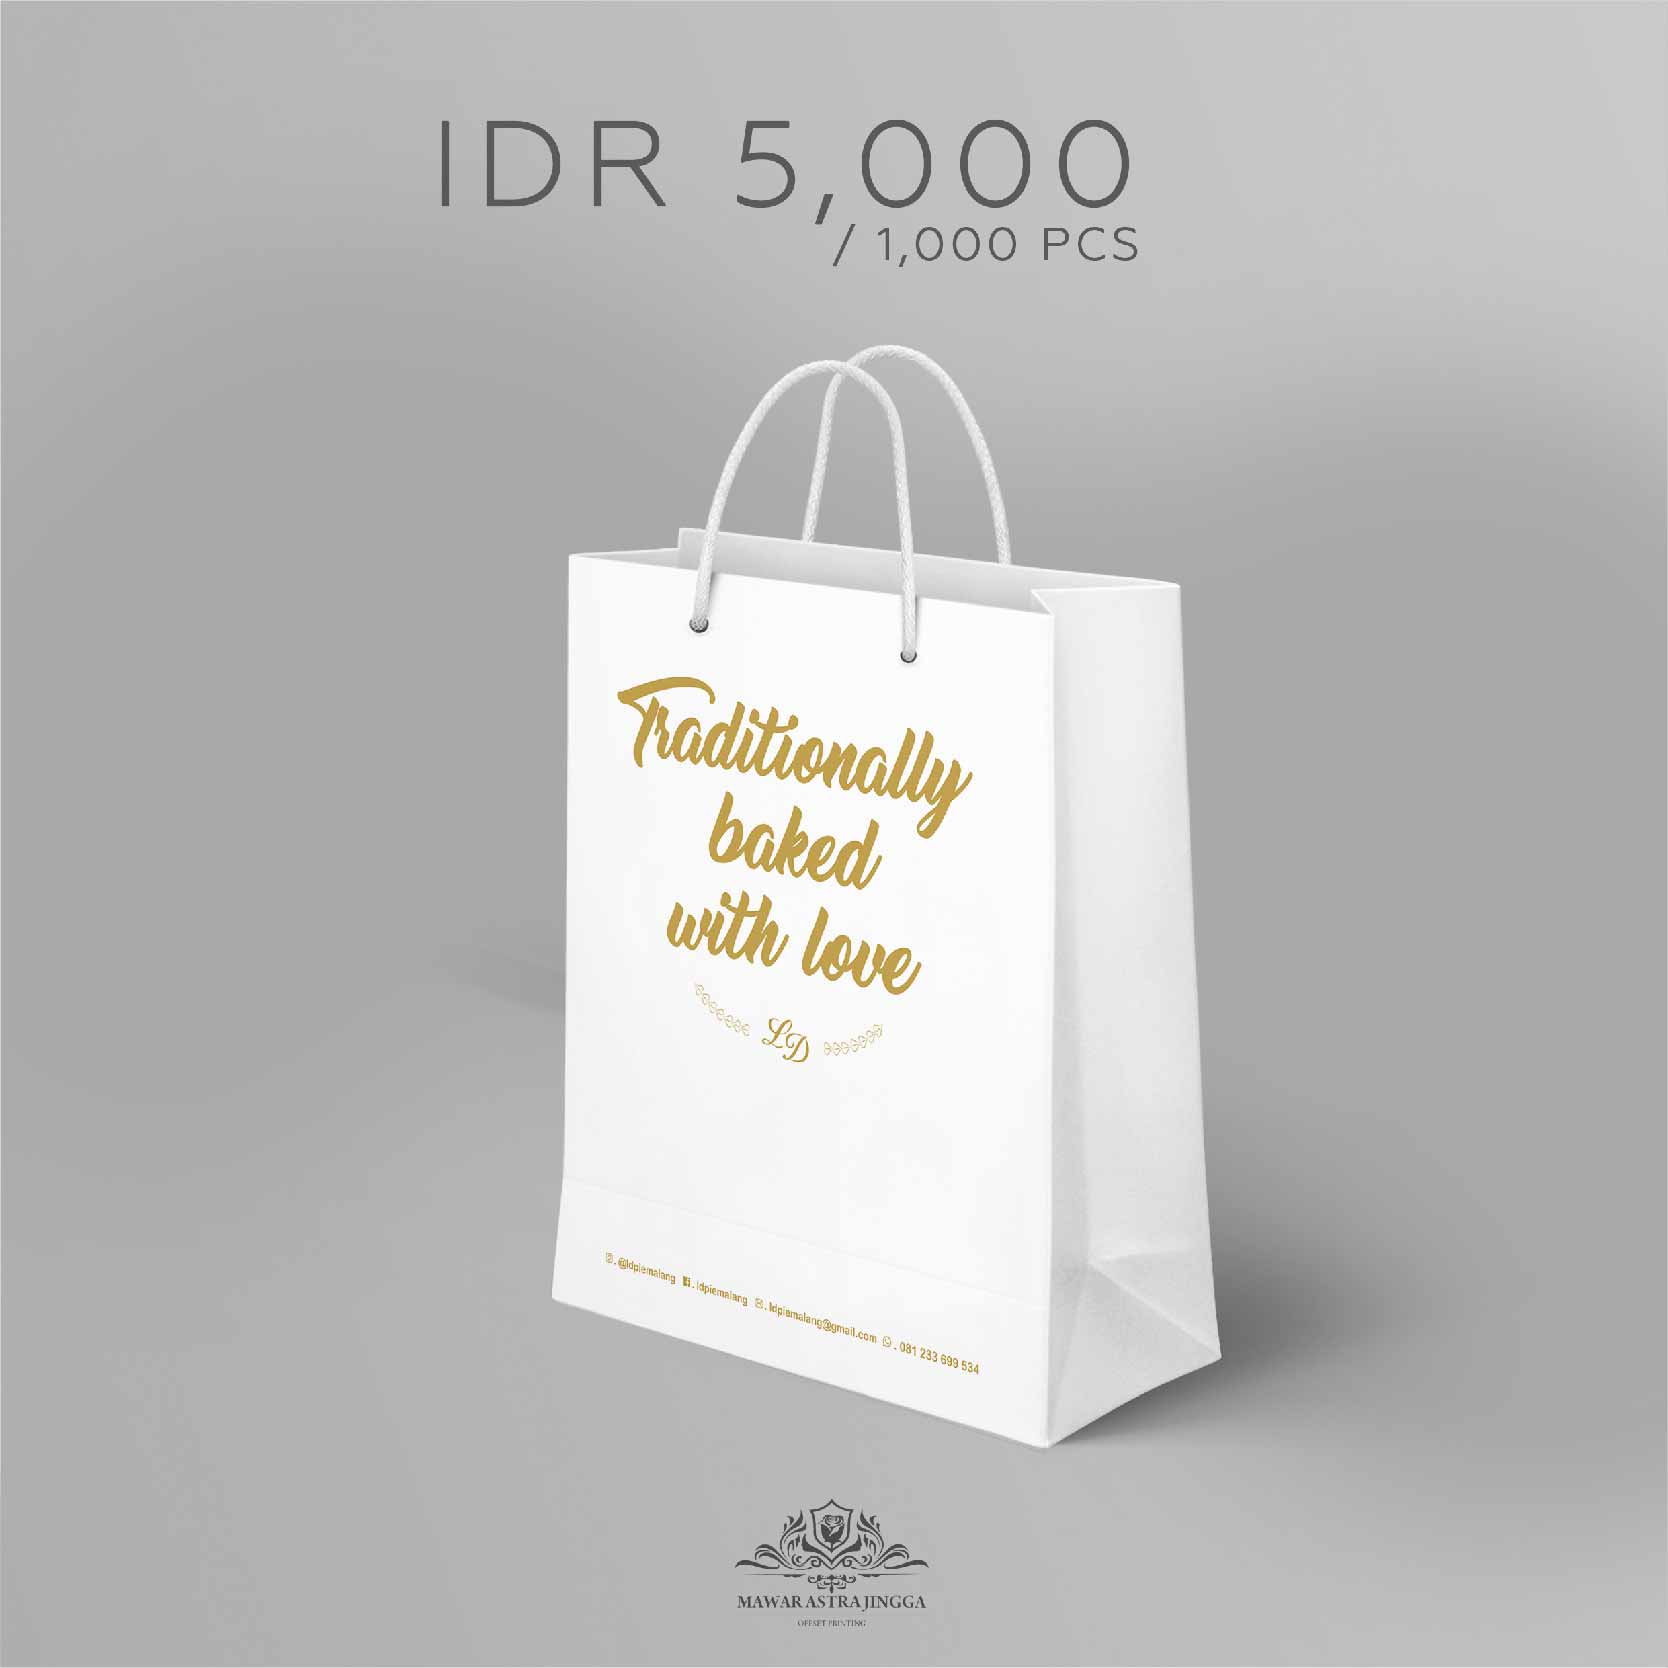 IDR 5,000
/ 1,000 PCS
Traditionally
baked
with love
LD
. @ldpiemalang . ldpiemalang . ldpiemalang@gmail.com . 081 233 699 534
MAWAR ASTRA JINGGA
OFFSET PRINTING